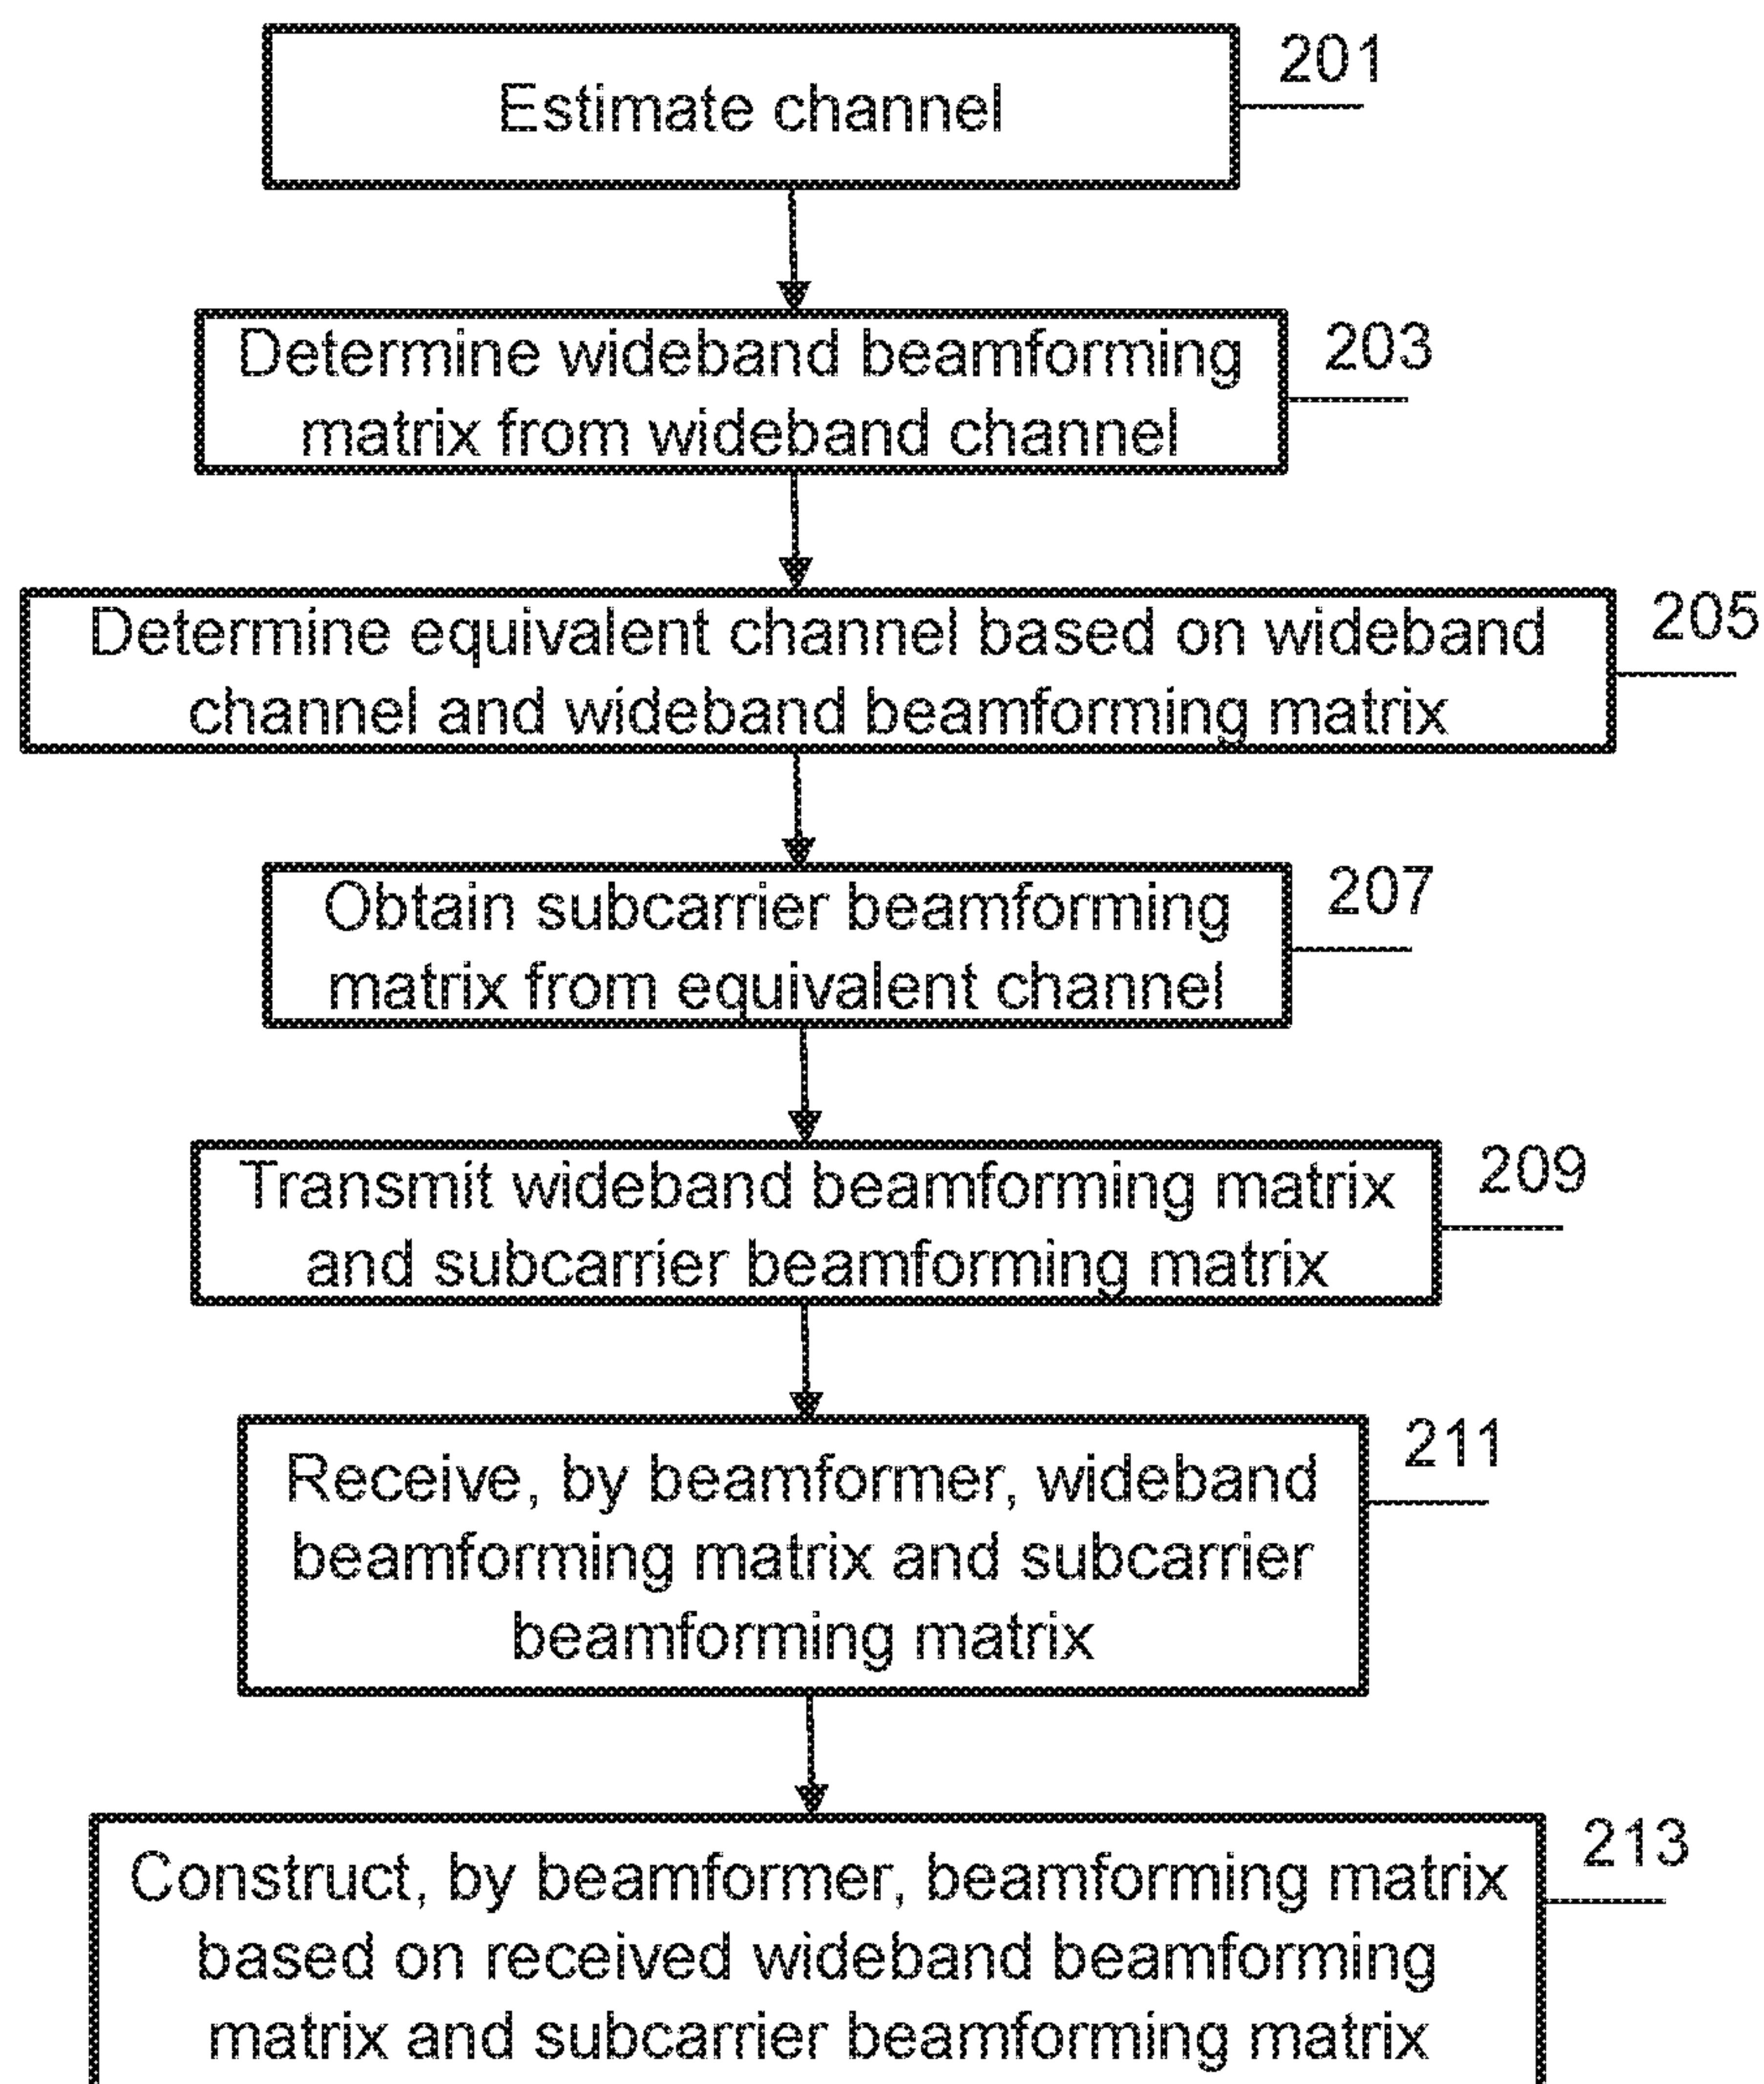 Estimate channel
201
Determine wideband beamforming
matrix from wideband channel
203
Determine equivalent channel based on wideband
channel and wideband beamforming matrix
205
Obtain subcarrier beamforming
matrix from equivalent channel
207
Transmit wideband beamforming matrix
and subcarrier beamforming matrix
209
Receive, by beamformer, wideband
beamforming matrix and subcarrier
beamforming matrix
211
Construct, by beamformer, beamforming matrix
based on received wideband beamforming
matrix and subcarrier beamforming matrix
213